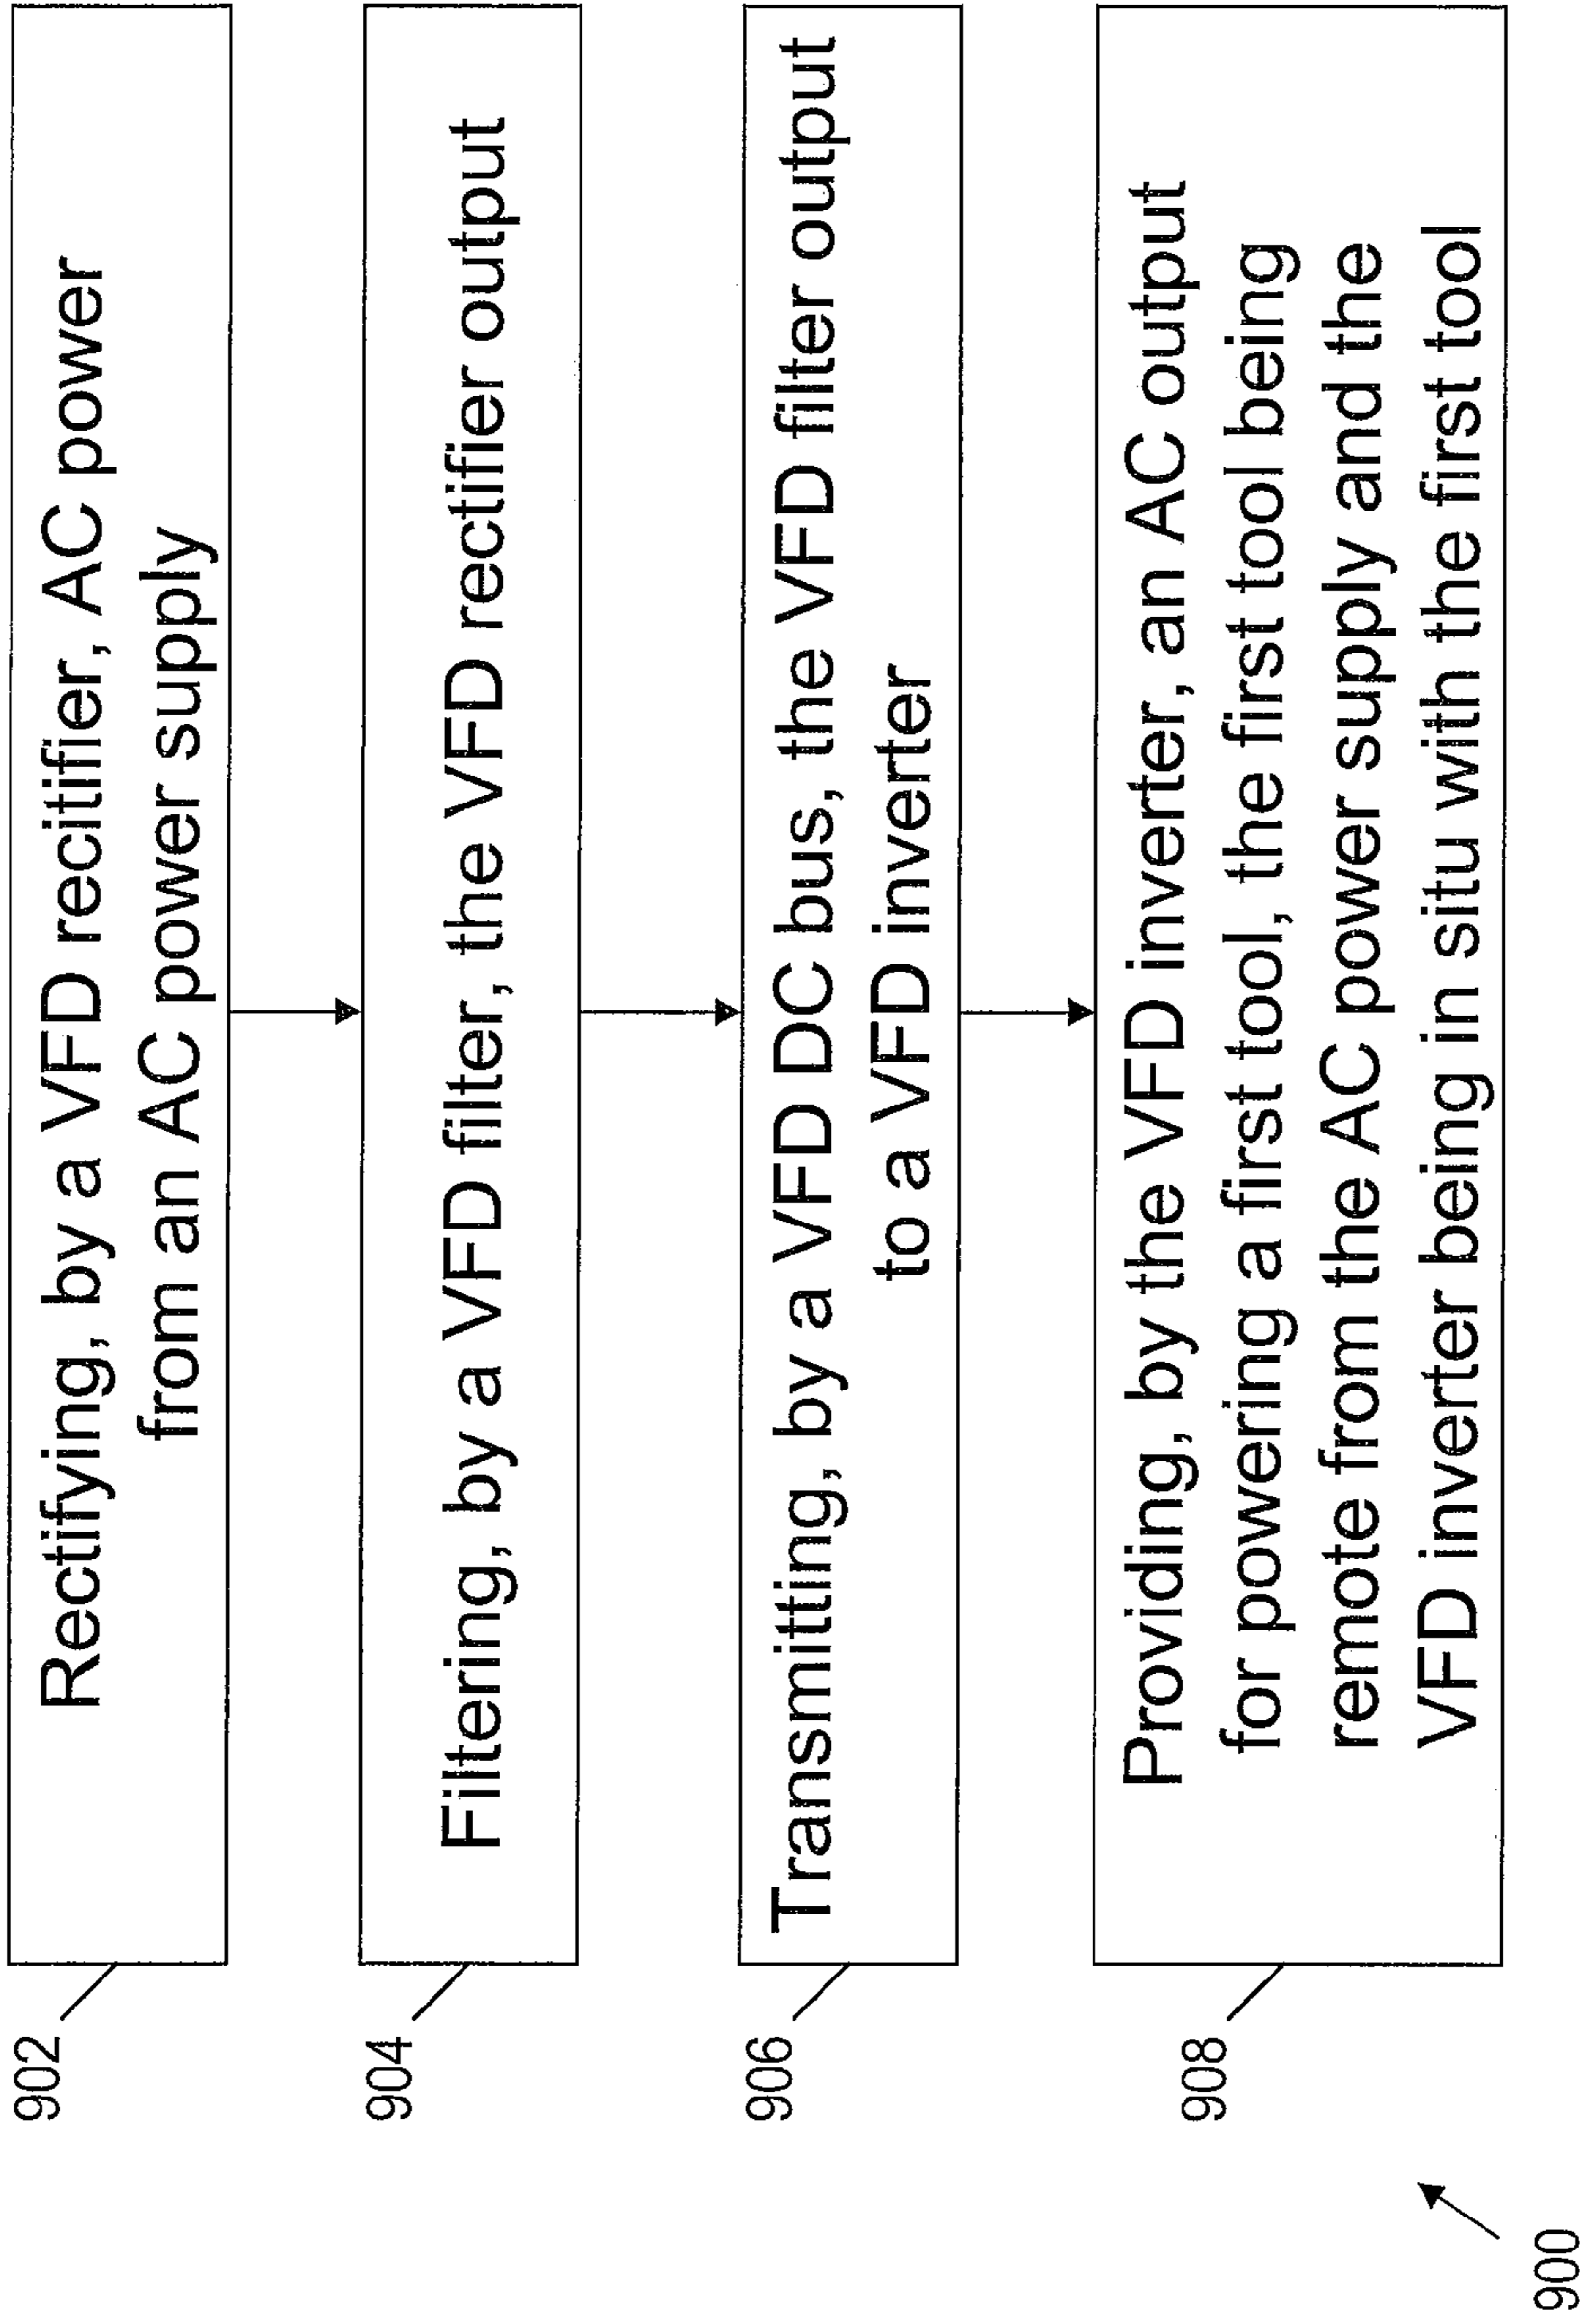 902
Rectifying, by a VFD recitifier, AC power
from an AC power supply
904
Filtering, by a VFD filter, the VFD rectifier output
906
Transmitting, by a VFD DC bus, the VFD filter output
to a VFD inverter
908
Providing, by the VFD inverter, an AC output
for powering a first tool, the first tool being
remote from the AC power supply and the
VFD inverter being in situ with the first tool
900